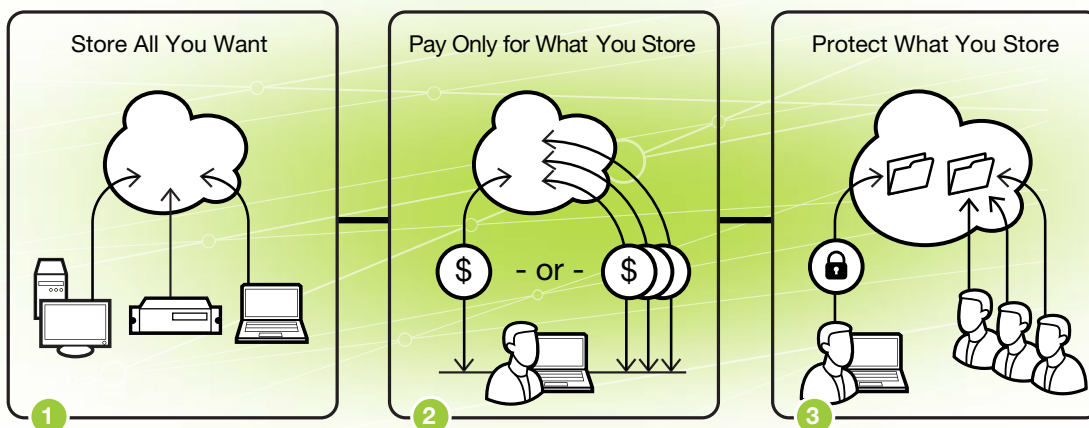 Store All You Want
Pay Only for What You Store
Protect What You Store
$
- or -
$
1
2
3